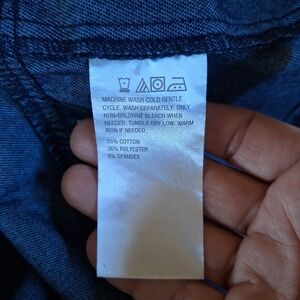 MACHINE WASH COLD GENTLE
CYCLE, WASH SEPARATELY. ONLY
NON-CHLORINE BLEACH WHEN
NEEDED. TUMBLE DRY LOW. WARM
IRON IF NEEDED
55% COTTON
36% POLYESTER
9% SPANDEX